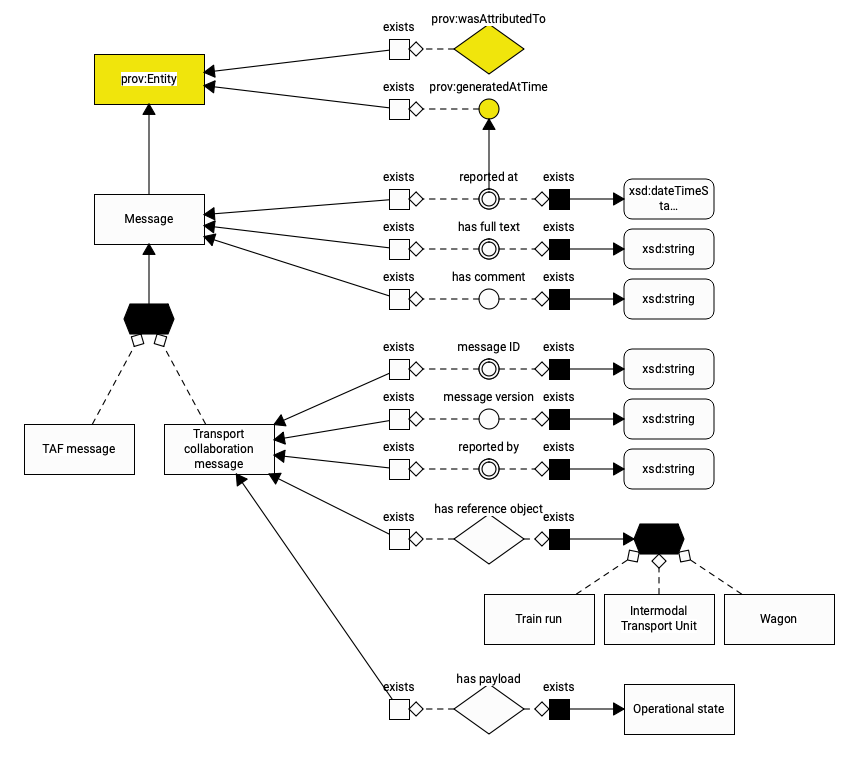 prov:wasAttributedTo
exists
prov:Entity
prov:generatedAtTime
exists
reported at
exists
exists
xsd:dateTimeS
ta...
Message
has full text
exists
exists
xsd:string
has comment
exists
exists
xsd:string
message ID
exists
exists
xsd:string
message version
exists
exists
xsd:string
TAF message
Transport
collaboration
message
reported by
exists
exists
xsd:string
has reference object
exists
exists
Train run
Intermodal
Transport Unit
Wagon
has payload
exists
exists
Operational state